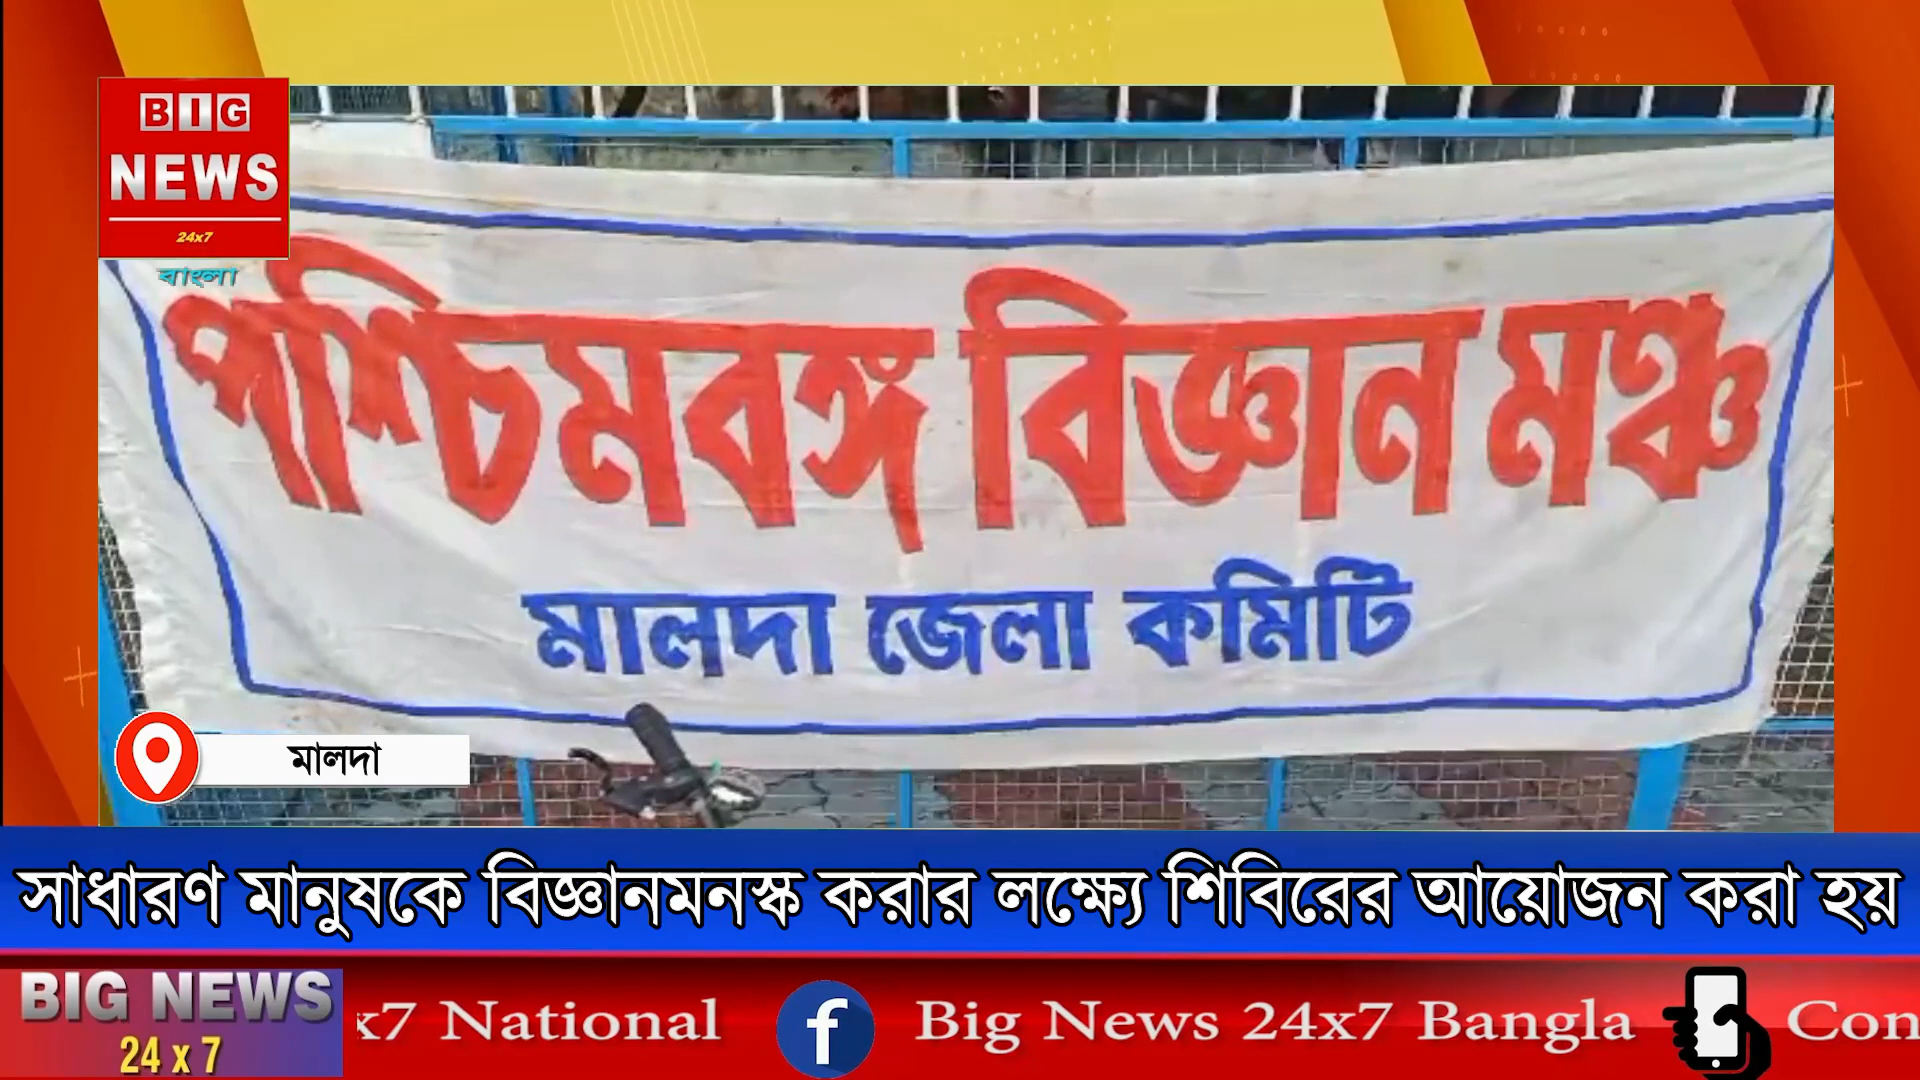 BIG
NEWS
24x7
বাংলা
পশ্চিমবঙ্গ বিজ্ঞান মঞ্চ
মালদা জেলা কমিটি
মালদা
সাধারণ মানুষকে বিজ্ঞানমনস্ক করার লক্ষ্যে শিবিরের আয়োজন করা হয়
BIG NEWS
24 x 7
x7 National
Big News 24x7 Bangla
Con